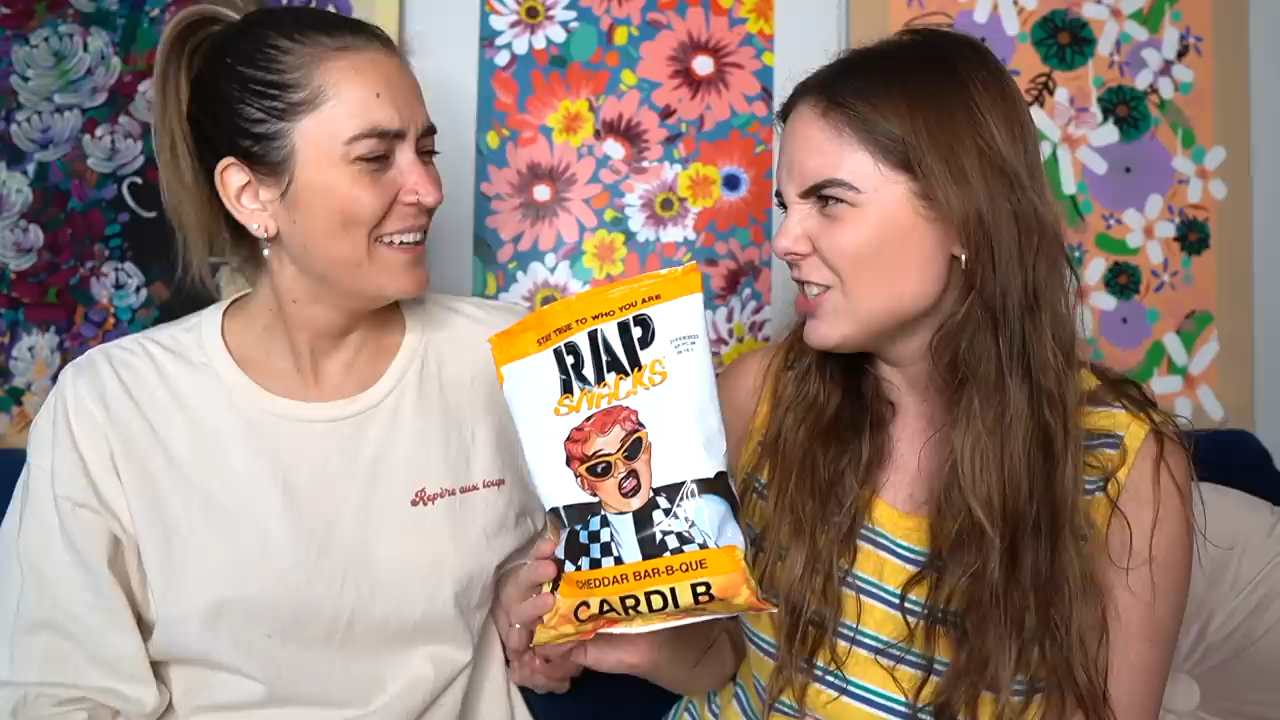 STAY TRUE TO WHO YOU ARE
RAP
SNACKS
CHEDDAR BAR-B-QUE
CARDI B
Repère aux loups